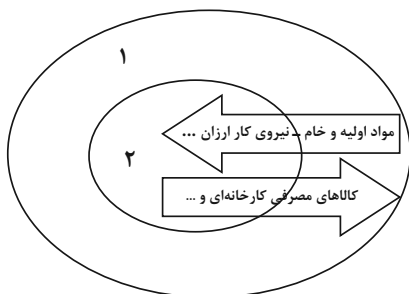 ۱
مواد اولیه و خام ـ نیروی کار ارزان ...
۲
کالاهای مصرفی کارخانه‌ای و ...